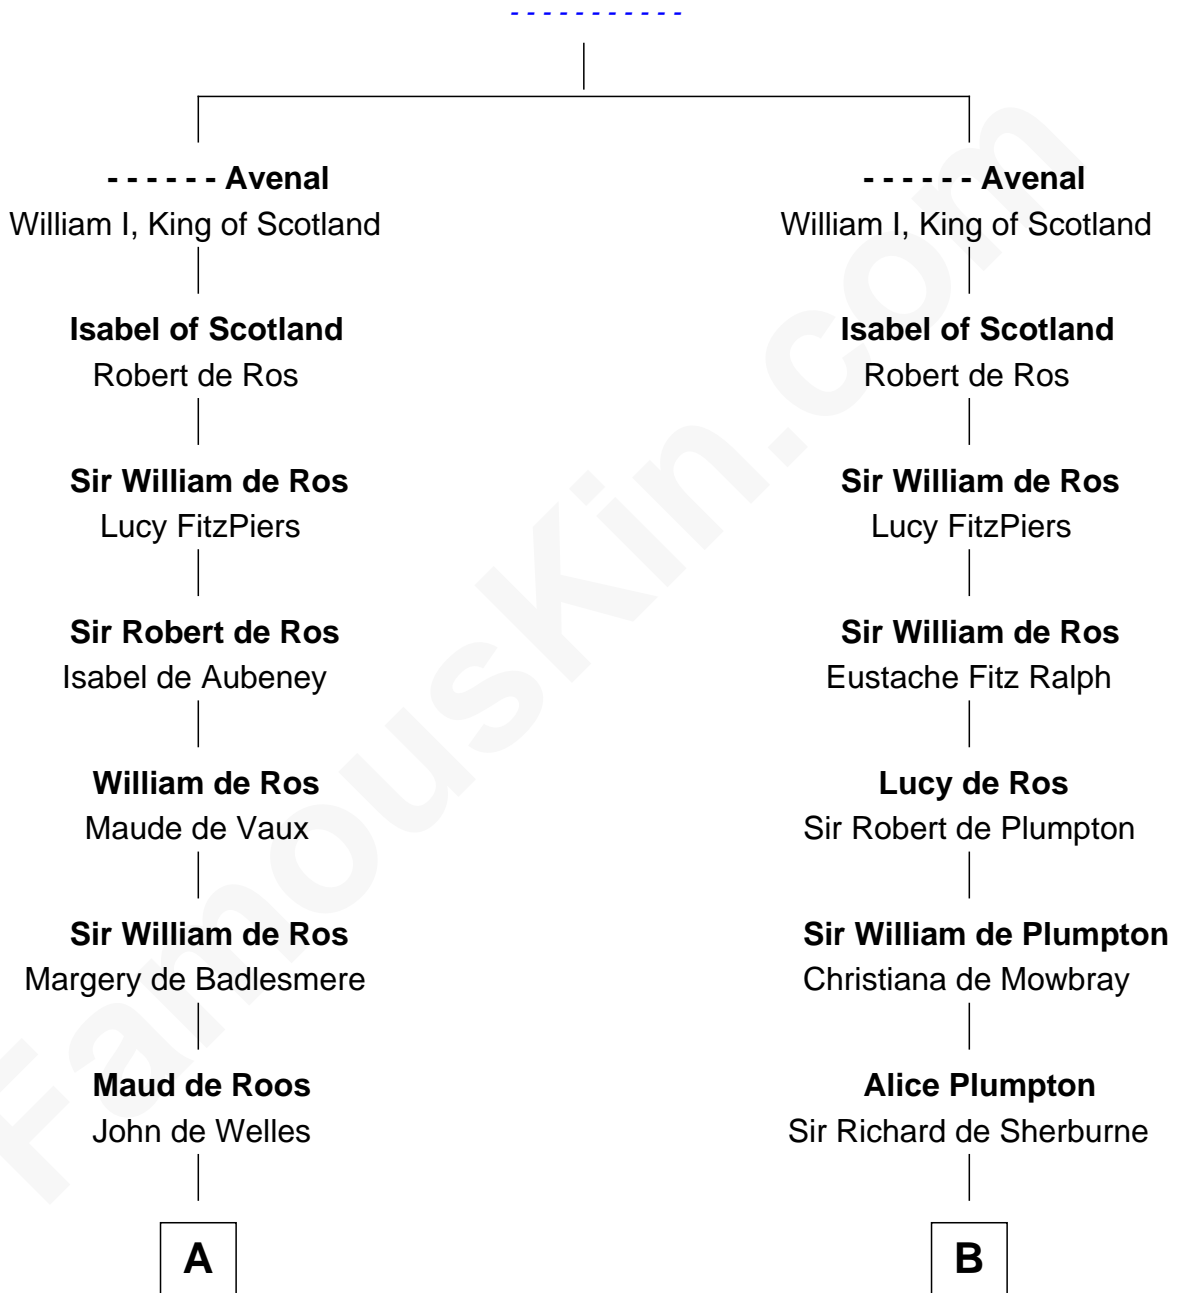 - - - - - - - - - - -
- - - - - - Avenal
William I, King of Scotland
Isabel of Scotland
Robert de Ros
Sir William de Ros
Lucy FitzPiers
Sir Robert de Ros
Isabel de Aubeney
William de Ros
Maude de Vaux
Sir William de Ros
Margery de Badlesmere
Maud de Roos
John de Welles
A
- - - - - - Avenal
William I, King of Scotland
Isabel of Scotland
Robert de Ros
Sir William de Ros
Lucy FitzPiers
Sir William de Ros
Eustache Fitz Ralph
Lucy de Ros
Sir Robert de Plumpton
Sir William de Plumpton
Christiana de Mowbray
Alice Plumpton
Sir Richard de Sherburne
B
FamousKin.com